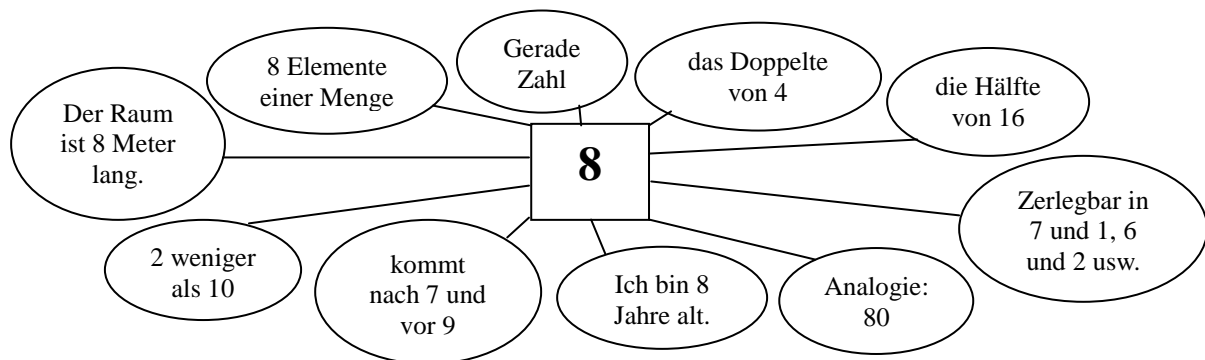 Gerade
Zahl
8 Elemente
einer Menge
das Doppelte
von 4
die Hälfte
von 16
Der Raum
ist 8 Meter
lang.
8
Zerlegbar in
7 und 1, 6
und 2 usw.
2 weniger
als 10
kommt
nach 7 und
vor 9
Ich bin 8
Jahre alt.
Analogie:
80